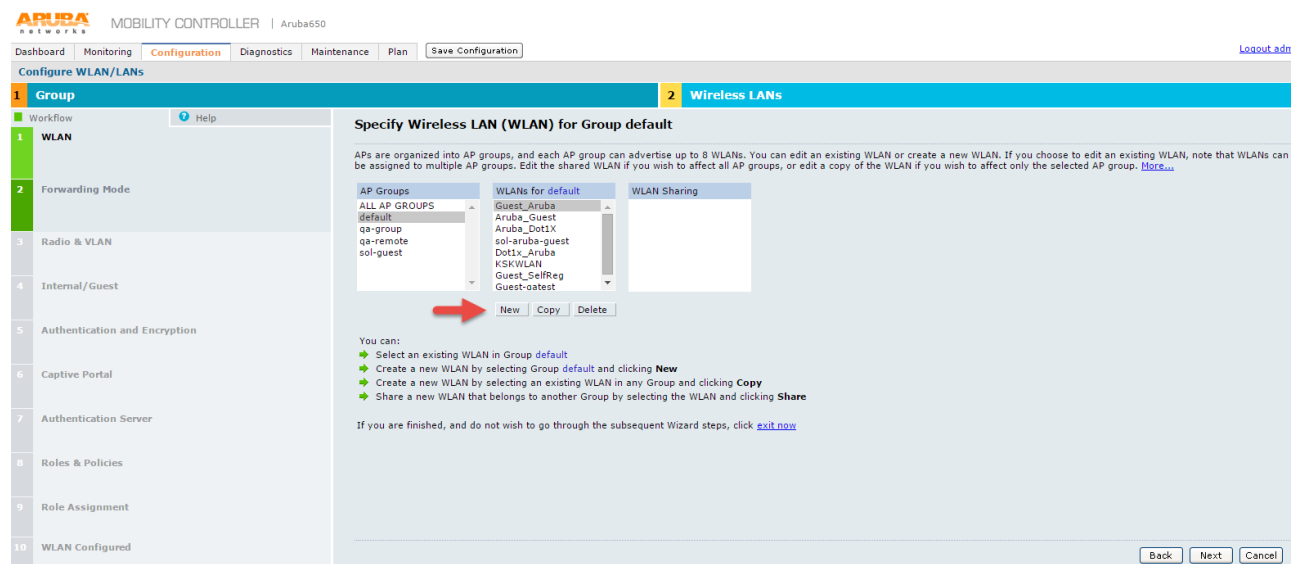 ARUBA
networks
MOBILITY CONTROLLER | Aruba650
Dashboard Monitoring Configuration Diagnostics Maintenance Plan Save Configuration
Logout adm
Configure WLAN/LANs
1 Group
2 Wireless LANs
Workflow
? Help
1 WLAN
2 Forwarding Mode
3 Radio & VLAN
4 Internal/Guest
5 Authentication and Encryption
6 Captive Portal
7 Authentication Server
8 Roles & Policies
9 Role Assignment
10 WLAN Configured
Specify Wireless LAN (WLAN) for Group default
APs are organized into AP groups, and each AP group can advertise up to 8 WLANs. You can edit an existing WLAN or create a new WLAN. If you choose to edit an existing WLAN, note that WLANs can
be assigned to multiple AP groups. Edit the shared WLAN if you wish to affect all AP groups, or edit a copy of the WLAN if you wish to affect only the selected AP group. More...
AP Groups
ALL AP GROUPS
default
qa-group
qa-remote
sol-guest
WLANs for default
Guest_Aruba
Aruba_Guest
Aruba_Dot1X
sol-aruba-guest
Dot1x_Aruba
KSKWLAN
Guest_SelfReg
Guest-qatest
WLAN Sharing
New Copy Delete
You can:
Select an existing WLAN in Group default
Create a new WLAN by selecting Group default and clicking New
Create a new WLAN by selecting an existing WLAN in any Group and clicking Copy
Share a new WLAN that belongs to another Group by selecting the WLAN and clicking Share
If you are finished, and do not wish to go through the subsequent Wizard steps, click exit now
Back Next Cancel